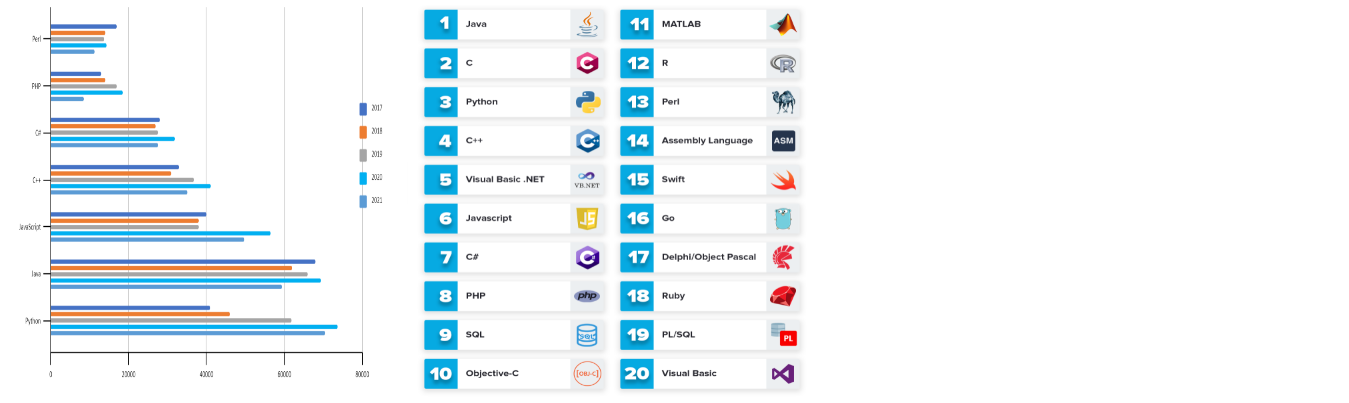 Perl
PHP
C#
C++
JavaScript
Java
Python
0 20000 40000 60000 80000
2017
2018
2019
2020
2021
1 Java
2 C
3 Python
4 C++
5 Visual Basic .NET VB.NET
6 Javascript JS
7 C#
8 PHP php
9 SQL SQL
10 Objective-C [OBJ-C]
11 MATLAB
12 R
13 Perl
14 Assembly Language ASM
15 Swift
16 Go
17 Delphi/Object Pascal
18 Ruby
19 PL/SQL PL
20 Visual Basic